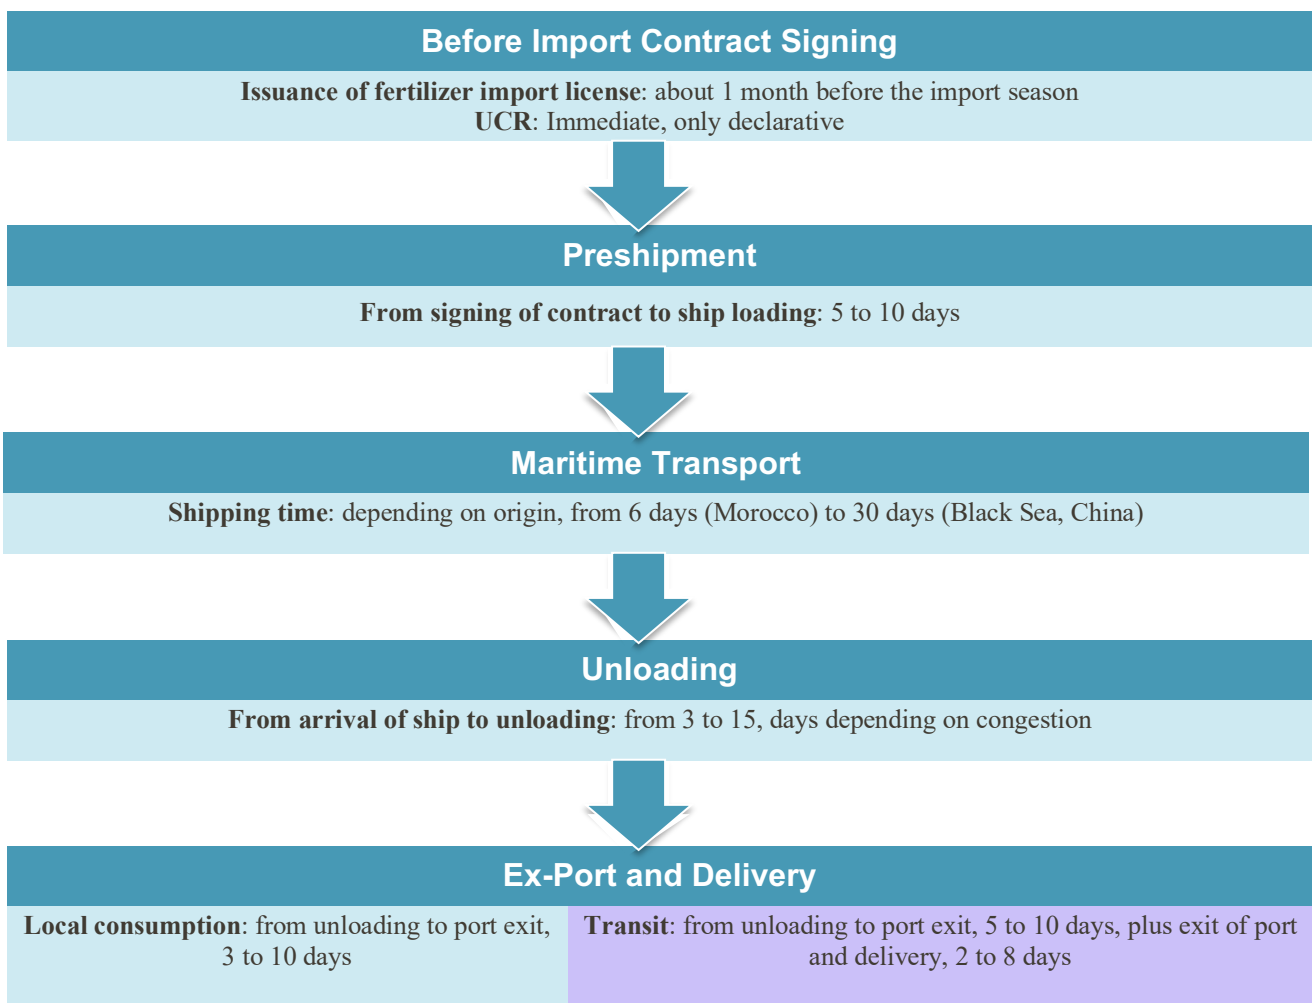 Before Import Contract Signing
Issuance of fertilizer import license: about 1 month before the import season
UCR: Immediate, only declarative
Preshipment
From signing of contract to ship loading: 5 to 10 days
Maritime Transport
Shipping time: depending on origin, from 6 days (Morocco) to 30 days (Black Sea, China)
Unloading
From arrival of ship to unloading: from 3 to 15, days depending on congestion
Ex-Port and Delivery
Local consumption: from unloading to port exit,
3 to 10 days
Transit: from unloading to port exit, 5 to 10 days, plus exit of port
and delivery, 2 to 8 days